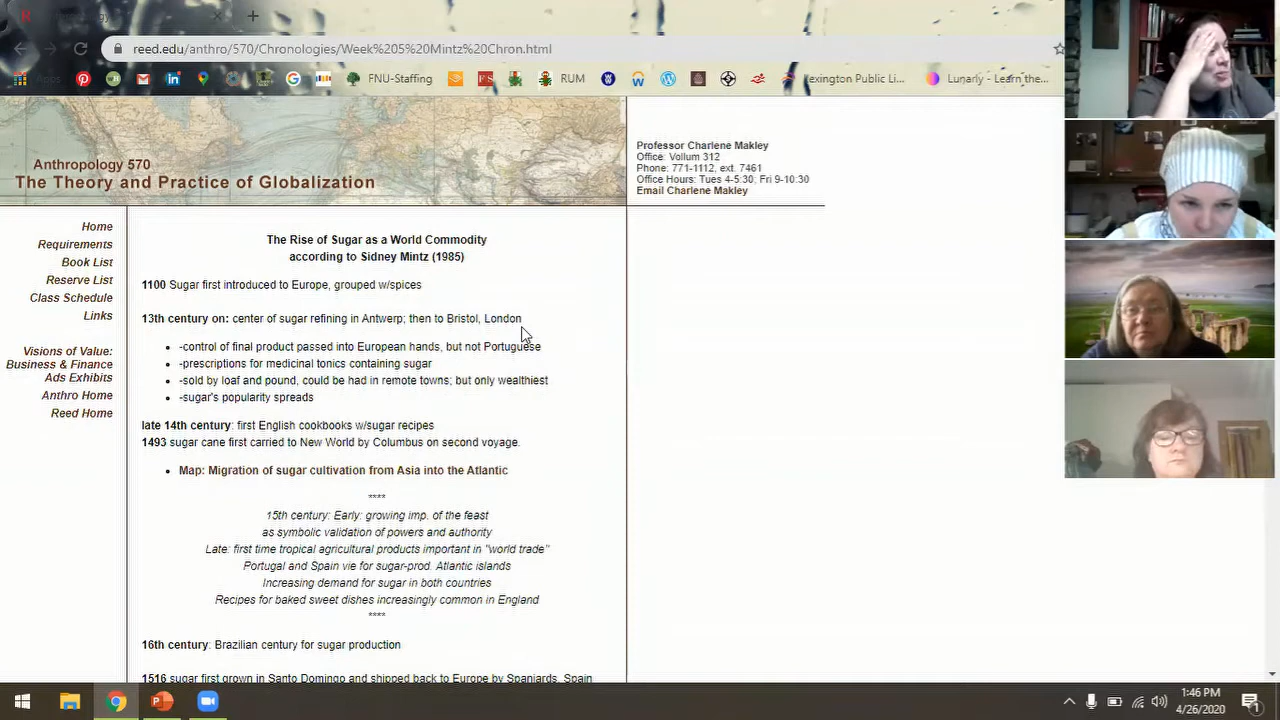 reed.edu/anthro/570/Chronologies/Week%205%20Mintz%20Chron.html
Apps
FNU-Staffing
RUM
Lexington Public Li...
Lunarly - Learn the...
Anthropology 570
The Theory and Practice of Globalization
Professor Charlene Makley
Office: Vollum 312
Phone: 771-1112, ext. 7461
Office Hours: Tues 4-5:30; Fri 9-10:30
Email Charlene Makley
Home
Requirements
Book List
Reserve List
Class Schedule
Links
Visions of Value:
Business & Finance
Ads Exhibits
Anthro Home
Reed Home
The Rise of Sugar as a World Commodity
according to Sidney Mintz (1985)
1100 Sugar first introduced to Europe, grouped w/spices
13th century on: center of sugar refining in Antwerp; then to Bristol, London
-control of final product passed into European hands, but not Portuguese
-prescriptions for medicinal tonics containing sugar
-sold by loaf and pound, could be had in remote towns; but only wealthiest
-sugar's popularity spreads
late 14th century: first English cookbooks w/sugar recipes
1493 sugar cane first carried to New World by Columbus on second voyage.
Map: Migration of sugar cultivation from Asia into the Atlantic
****
15th century: Early: growing imp. of the feast
as symbolic validation of powers and authority
Late: first time tropical agricultural products important in "world trade"
Portugal and Spain vie for sugar-prod. Atlantic islands
Increasing demand for sugar in both countries
Recipes for baked sweet dishes increasingly common in England
****
16th century: Brazilian century for sugar production
1516 sugar first grown in Santo Domingo and shipped back to Europe by Spaniards. Spain
1:46 PM
4/26/2020